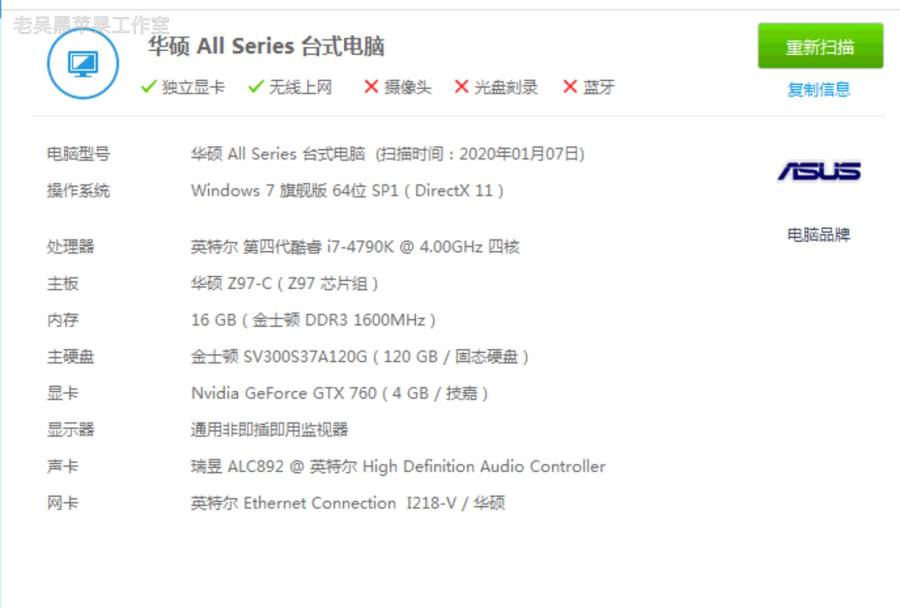 老吴黑苹果工作室
华硕 All Series 台式电脑
重新扫描
独立显卡 无线上网 摄像头 光盘刻录 蓝牙
复制信息
电脑型号 华硕 All Series 台式电脑 (扫描时间：2020年01月07日)
操作系统 Windows 7 旗舰版 64位 SP1 ( DirectX 11 )
ASUS
电脑品牌
处理器 英特尔 第四代酷睿 i7-4790K @ 4.00GHz 四核
主板 华硕 Z97-C ( Z97 芯片组 )
内存 16 GB ( 金士顿 DDR3 1600MHz )
主硬盘 金士顿 SV300S37A120G ( 120 GB / 固态硬盘 )
显卡 Nvidia GeForce GTX 760 ( 4 GB / 技嘉 )
显示器 通用非即插即用监视器
声卡 瑞昱 ALC892 @ 英特尔 High Definition Audio Controller
网卡 英特尔 Ethernet Connection I218-V / 华硕